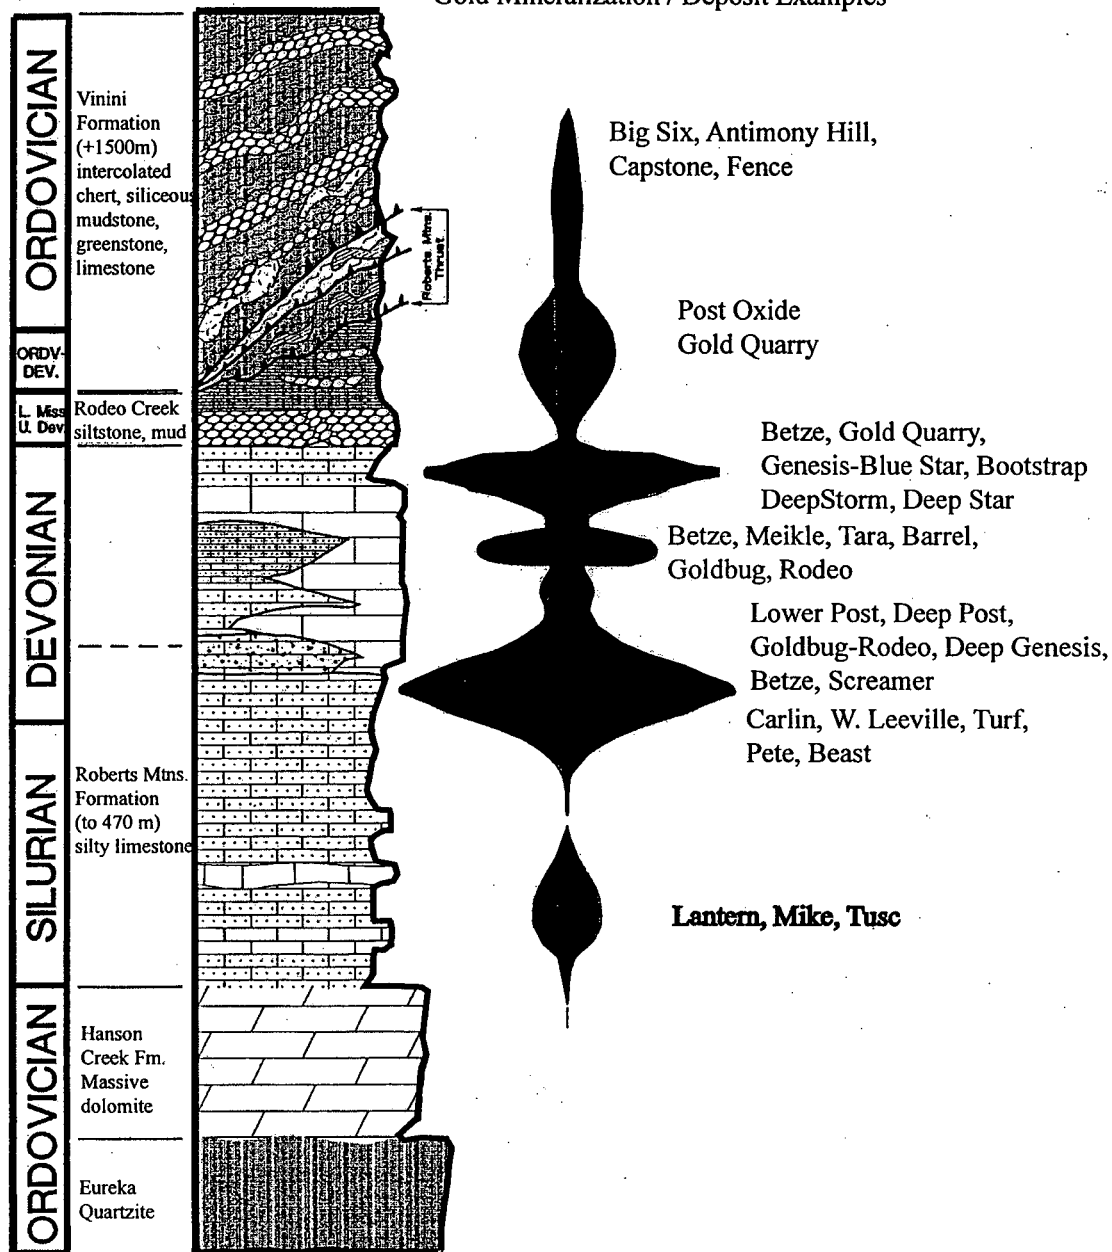 Gold Mineralization / Deposit Examples
ORDOVICIAN
Vinini
Formation
(+1500m)
intercolated
chert, siliceous
mudstone,
greenstone,
limestone
Roberts Mtns.
Thrust
Big Six, Antimony Hill,
Capstone, Fence
Post Oxide
Gold Quarry
ORDV-
DEV.
L. Miss
U. Dev.
Rodeo Creek
siltstone, mud
Betze, Gold Quarry,
Genesis-Blue Star, Bootstrap
DeepStorm, Deep Star
DEVONIAN
Betze, Meikle, Tara, Barrel,
Goldbug, Rodeo
Lower Post, Deep Post,
Goldbug-Rodeo, Deep Genesis,
Betze, Screamer
Carlin, W. Leeville, Turf,
Pete, Beast
SILURIAN
Roberts Mtns.
Formation
(to 470 m)
silty limestone
Lantern, Mike, Tusc
ORDOVICIAN
Hanson
Creek Fm.
Massive
dolomite
Eureka
Quartzite